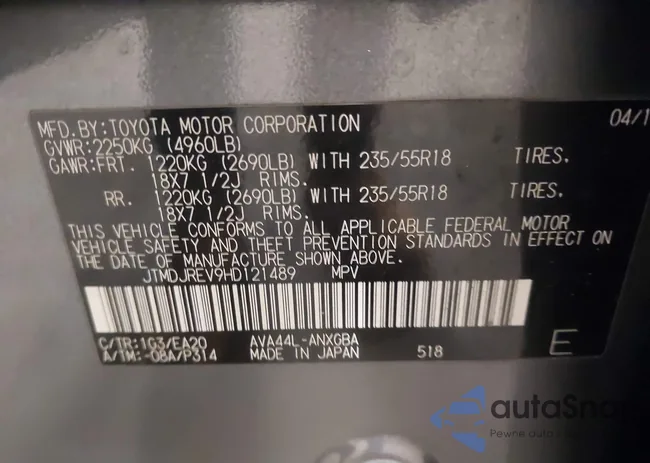 MFD.BY:TOYOTA MOTOR CORPORATION 04/1
GVWR:2250KG (4960LB)
GAWR:FRT. 1220KG (2690LB) WITH 235/55R18 TIRES.
18X7 1/2J RIMS.
RR. 1220KG (2690LB) WITH 235/55R18 TIRES.
18X7 1/2J RIMS.
THIS VEHICLE CONFORMS TO ALL APPLICABLE FEDERAL MOTOR
VEHICLE SAFETY AND THEFT PREVENTION STANDARDS IN EFFECT ON
THE DATE OF MANUFACTURE SHOWN ABOVE.
JTMDJREV9HD121489 MPV
C/TR:1G3/EA20 AVA44L-ANXGBA
A/TM:-08A/P314 MADE IN JAPAN 518 E
autaSna
Pewne auta